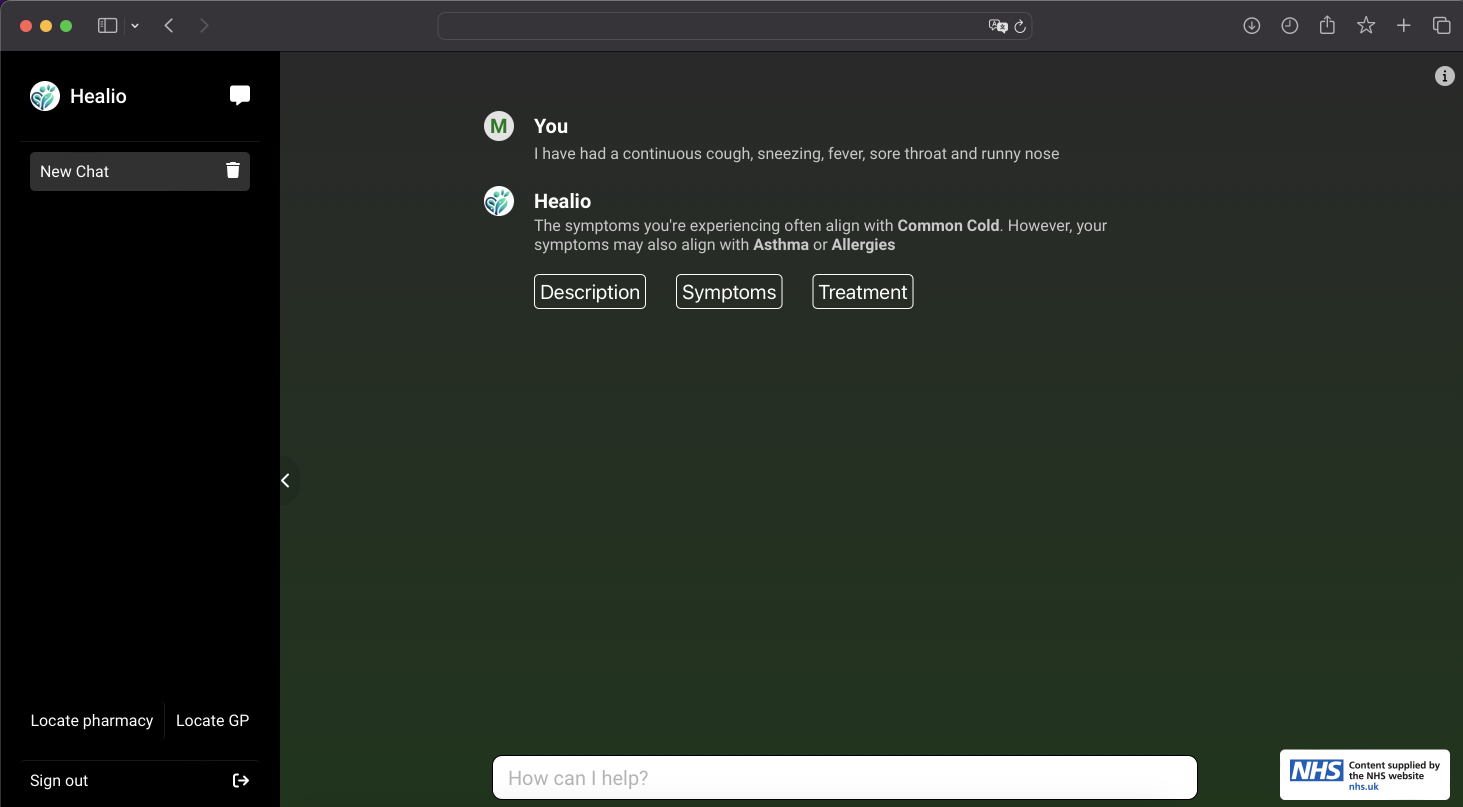 Healio
New Chat
You
M
I have had a continuous cough, sneezing, fever, sore throat and runny nose
Healio
The symptoms you're experiencing often align with Common Cold. However, your
symptoms may also align with Asthma or Allergies
Description
Symptoms
Treatment
Locate pharmacy
Locate GP
Sign out
How can I help?
NHS
Content supplied by
the NHS website
nhs.uk